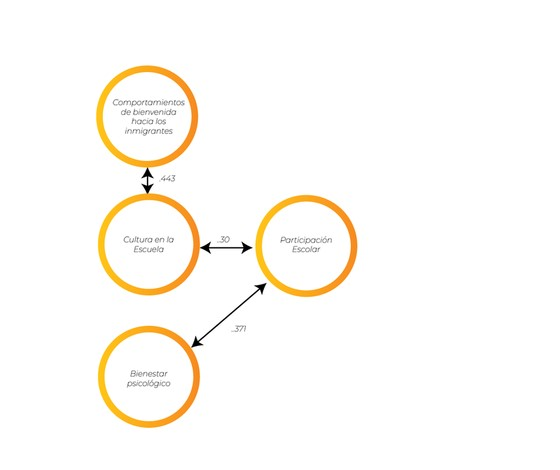 Comportamientos
de bienvenida
hacia los
inmigrantes
.443
Cultura en la
Escuela
..30
Participación
Escolar
..371
Bienestar
psicológico